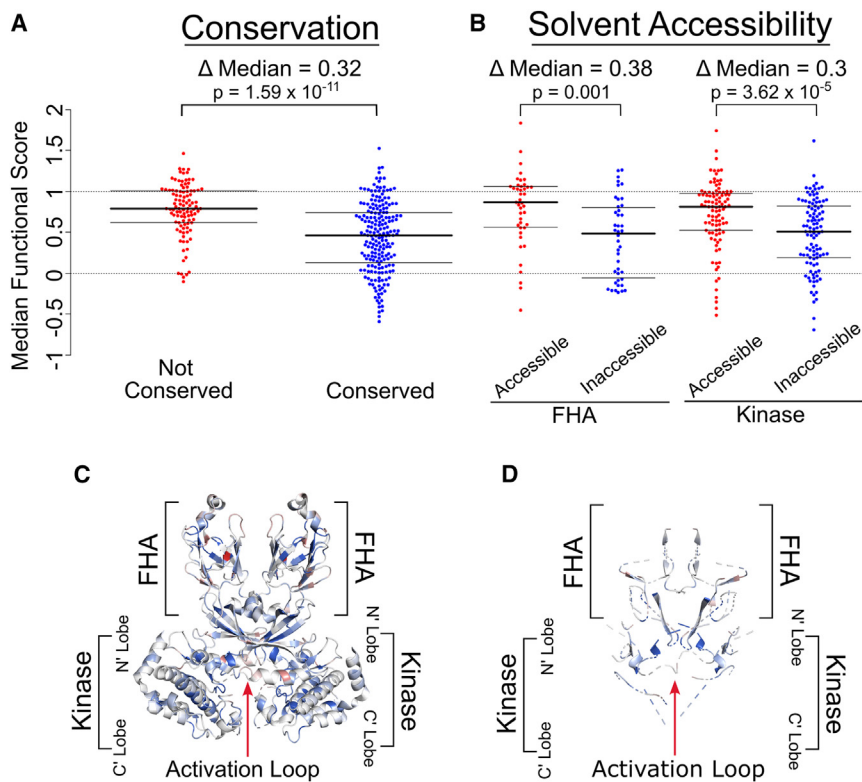 A
Conservation
Δ Median = 0.32
p = 1.59 x 10-11
Median Functional Score
2
1.5
1
0.5
0
-0.5
-1
Not
Conserved
Conserved
B
Solvent Accessibility
Δ Median = 0.38
p = 0.001
Δ Median = 0.3
p = 3.62 x 10-5
Accessible
Inaccessible
Accessible
Inaccessible
FHA
Kinase
C
FHA
FHA
Kinase
N' Lobe
C' Lobe
N' Lobe
C' Lobe
Kinase
Activation Loop
D
FHA
FHA
Kinase
N' Lobe
C' Lobe
N' Lobe
C' Lobe
Kinase
Activation Loop